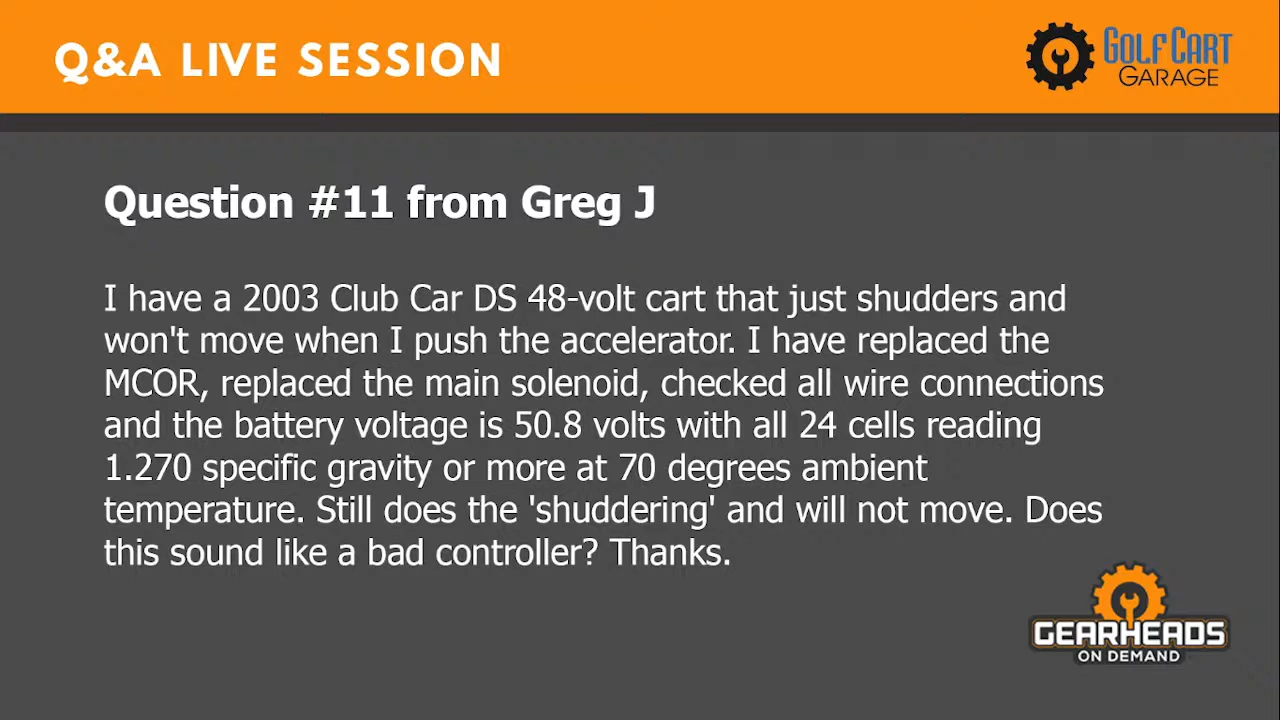 Q&A LIVE SESSION
GOLF CART
GARAGE
Question #11 from Greg J
I have a 2003 Club Car DS 48-volt cart that just shudders and
won't move when I push the accelerator. I have replaced the
MCOR, replaced the main solenoid, checked all wire connections
and the battery voltage is 50.8 volts with all 24 cells reading
1.270 specific gravity or more at 70 degrees ambient
temperature. Still does the 'shuddering' and will not move. Does
this sound like a bad controller? Thanks.
GEARHEADS
ON DEMAND